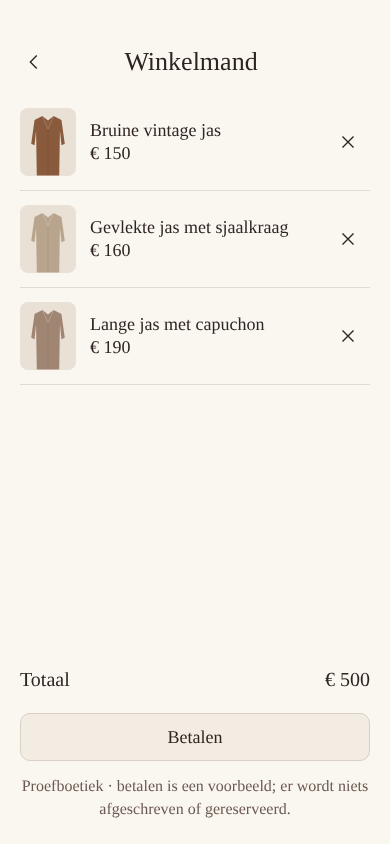 Winkelmand
Bruine vintage jas
€ 150
Gevlekte jas met sjaalkraag
€ 160
Lange jas met capuchon
€ 190
Totaal € 500
Betalen
Proefboetiek · betalen is een voorbeeld; er wordt niets
afgeschreven of gereserveerd.